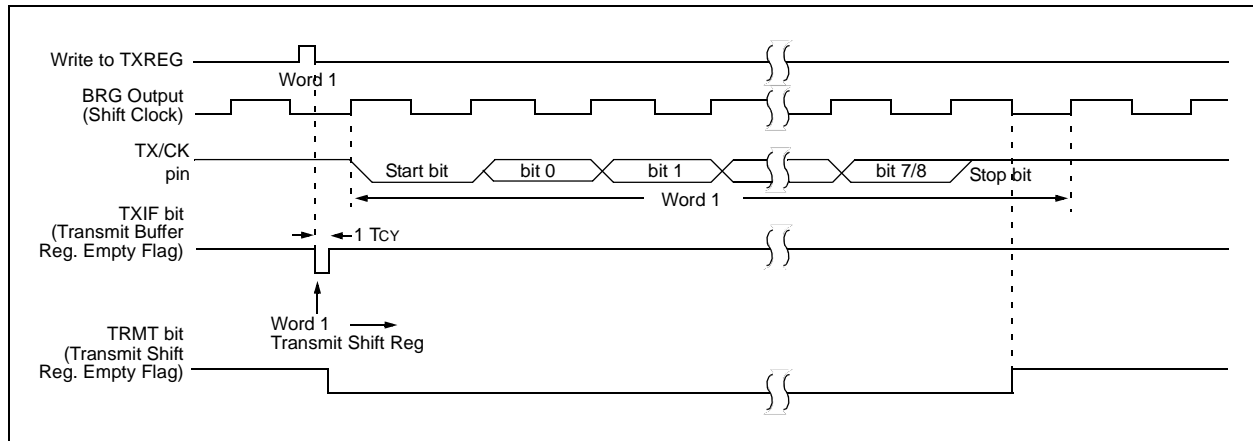 Write to TXREG
Word 1
BRG Output
(Shift Clock)
TX/CK
pin
Start bit
bit 0
bit 1
bit 7/8
Stop bit
Word 1
TXIF bit
(Transmit Buffer
Reg. Empty Flag)
1 TCY
Word 1
Transmit Shift Reg
TRMT bit
(Transmit Shift
Reg. Empty Flag)